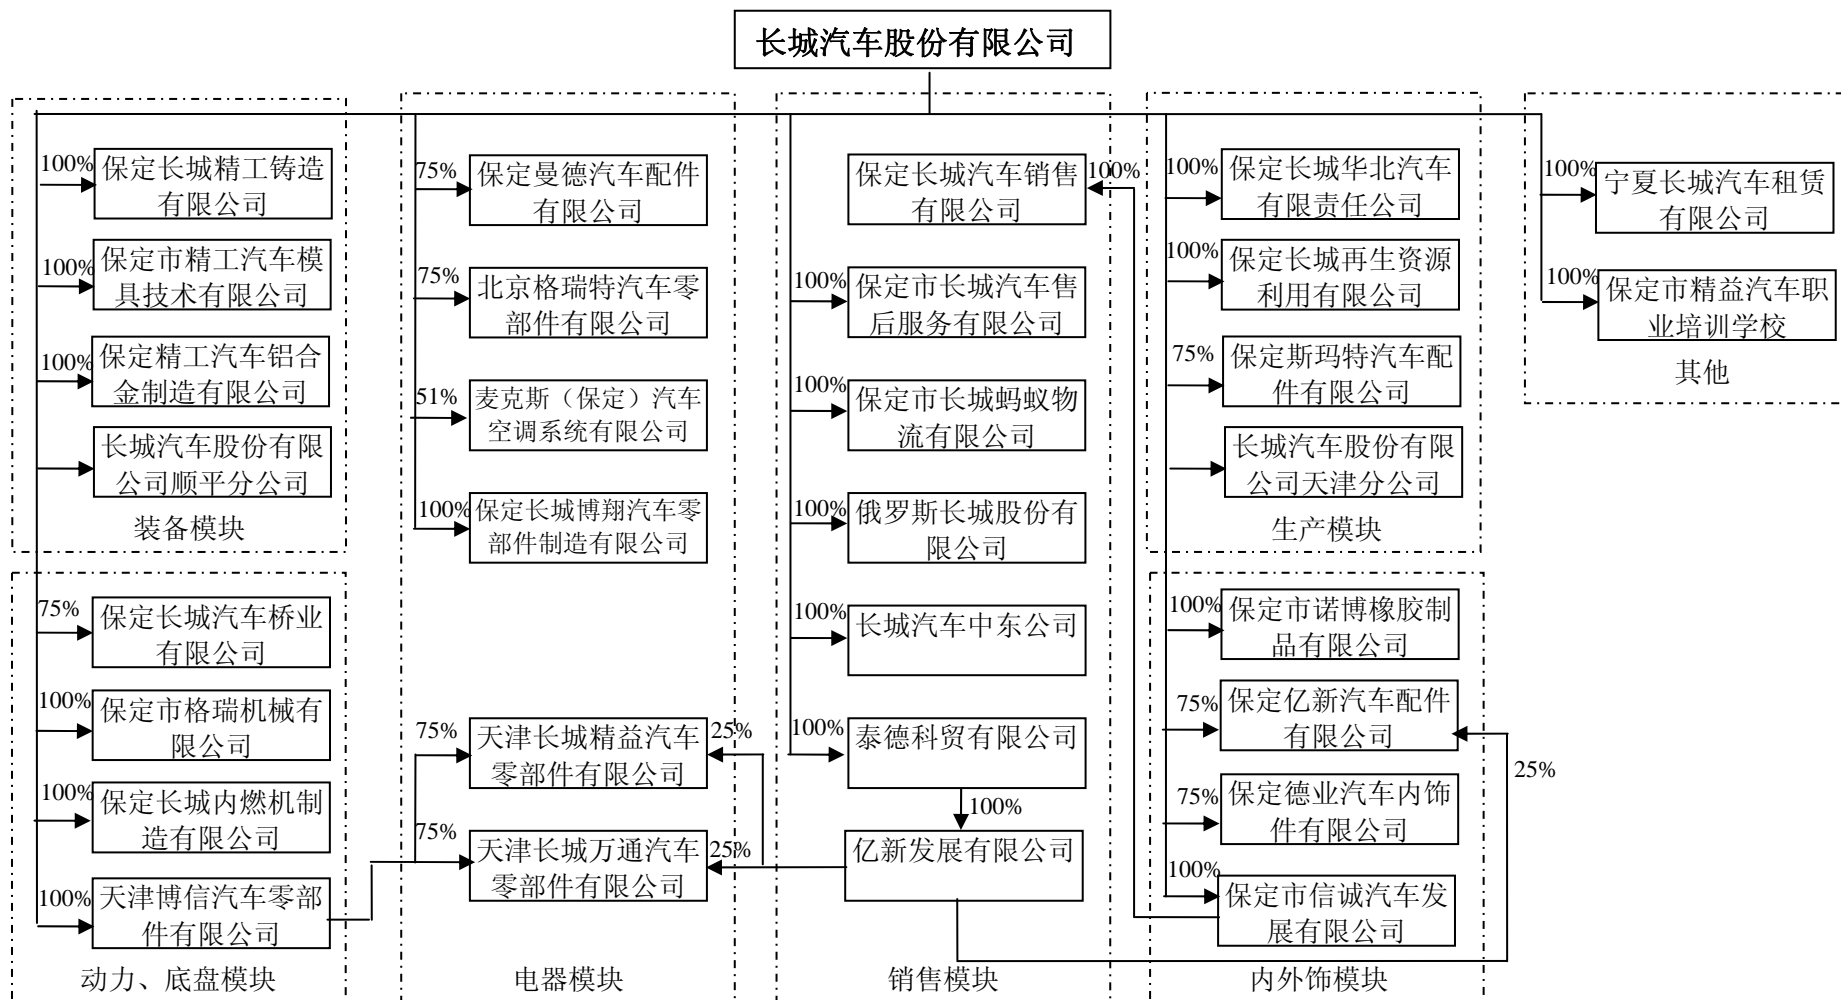 长城汽车股份有限公司
100%
保定长城精工铸造
有限公司
100%
保定市精工汽车模
具技术有限公司
100%
保定精工汽车铝合
金制造有限公司
长城汽车股份有限
公司顺平分公司
装备模块
75%
保定长城汽车桥业
有限公司
100%
保定市格瑞机械有
限公司
100%
保定长城内燃机制
造有限公司
100%
天津博信汽车零部
件有限公司
动力、底盘模块
75%
保定曼德汽车配件
有限公司
75%
北京格瑞特汽车零
部件有限公司
51%
麦克斯（保定）汽车
空调系统有限公司
100%
保定长城博翔汽车零
部件制造有限公司
75%
天津长城精益汽车
零部件有限公司
25%
75%
天津长城万通汽车
零部件有限公司
25%
电器模块
保定长城汽车销售
有限公司
100%
100%
保定市长城汽车售
后服务有限公司
100%
保定市长城蚂蚁物
流有限公司
100%
俄罗斯长城股份有
限公司
100%
长城汽车中东公司
100%
泰德科贸有限公司
100%
亿新发展有限公司
销售模块
100%
保定长城华北汽车
有限责任公司
100%
保定长城再生资源
利用有限公司
75%
保定斯玛特汽车配
件有限公司
长城汽车股份有限
公司天津分公司
生产模块
100%
保定市诺博橡胶制
品有限公司
75%
保定亿新汽车配件
有限公司
25%
75%
保定德业汽车内饰
件有限公司
100%
保定市信诚汽车发
展有限公司
内外饰模块
100%
宁夏长城汽车租赁
有限公司
100%
保定市精益汽车职
业培训学校
其他